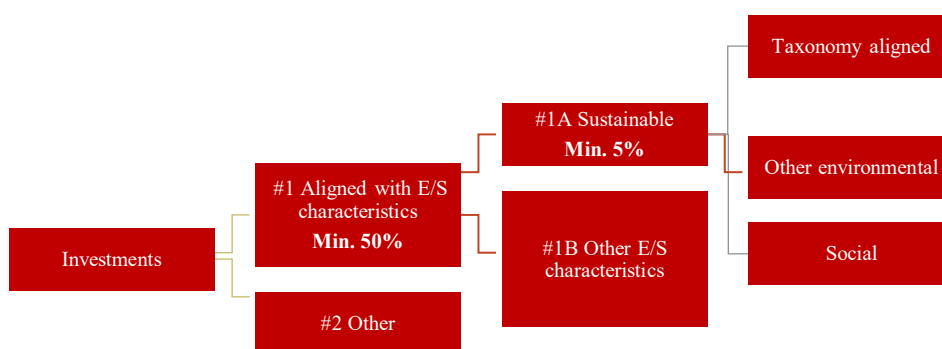 Investments
#1 Aligned with E/S
characteristics
Min. 50%
#2 Other
#1A Sustainable
Min. 5%
#1B Other E/S
characteristics
Taxonomy aligned
Other environmental
Social